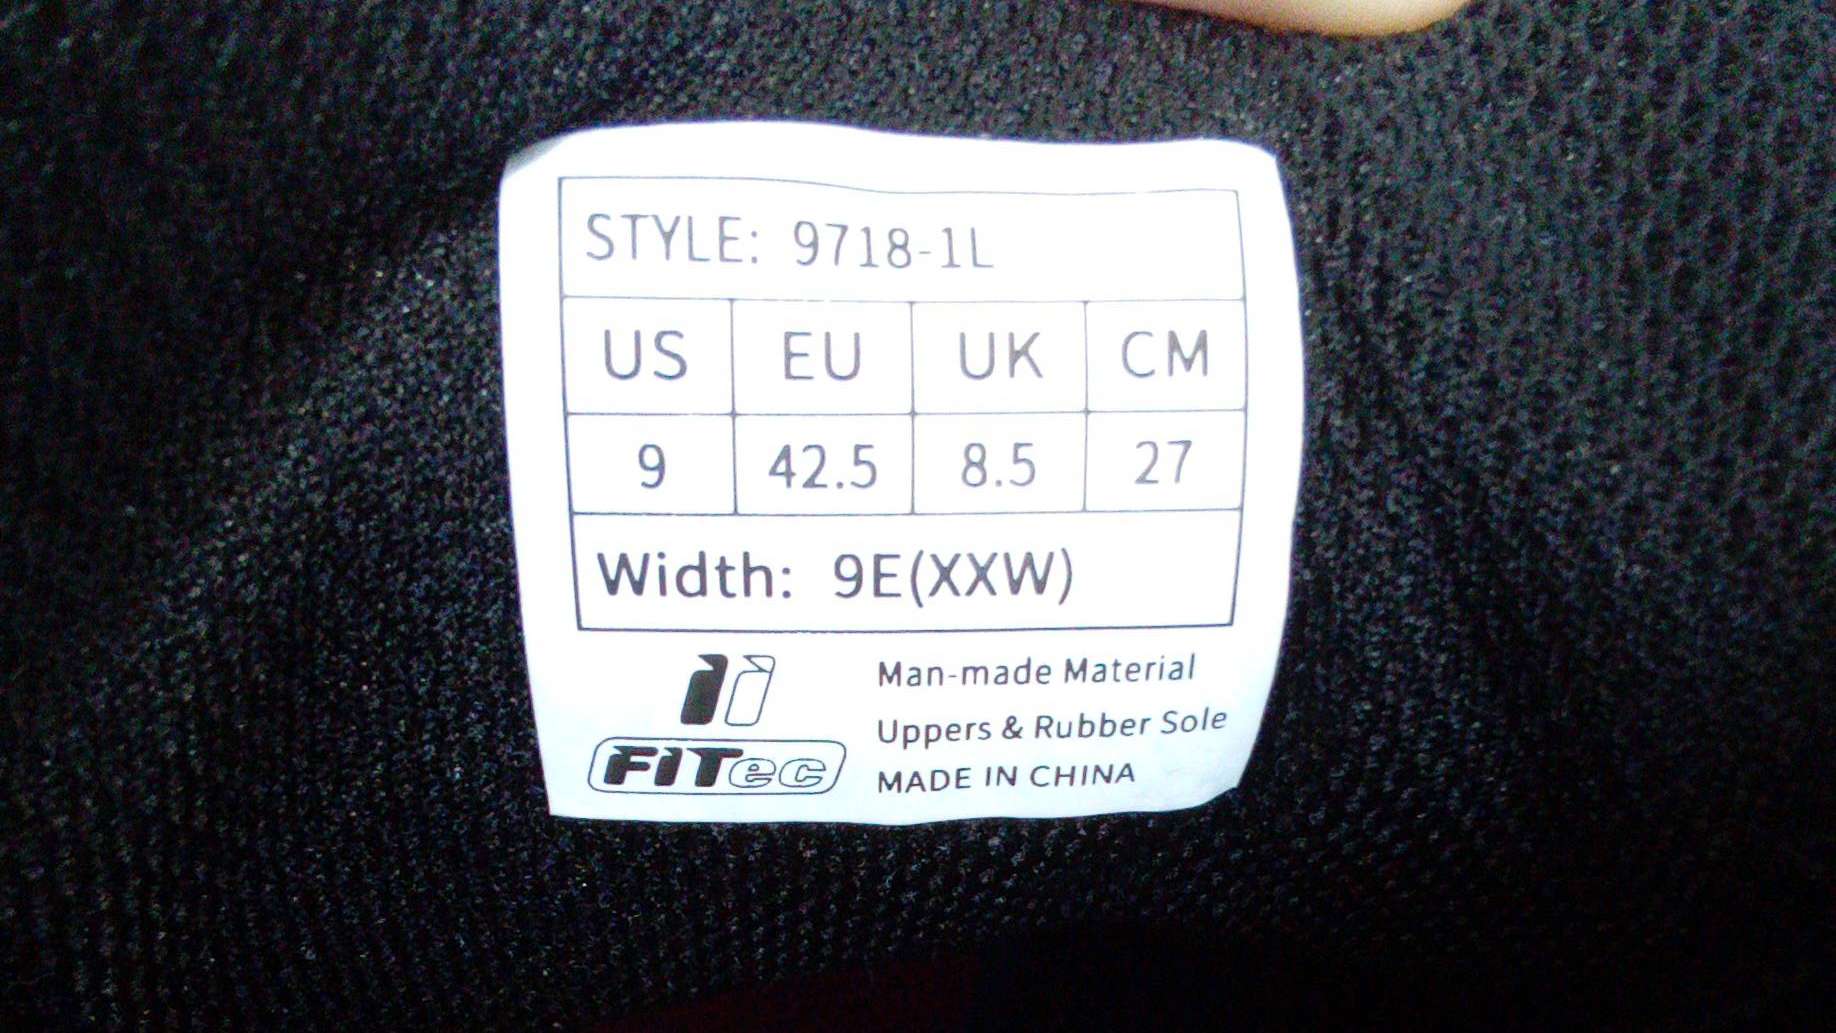 STYLE: 9718-1L
US EU UK CM
9 42.5 8.5 27
Width: 9E(XXW)
FITec
Man-made Material
Uppers & Rubber Sole
MADE IN CHINA